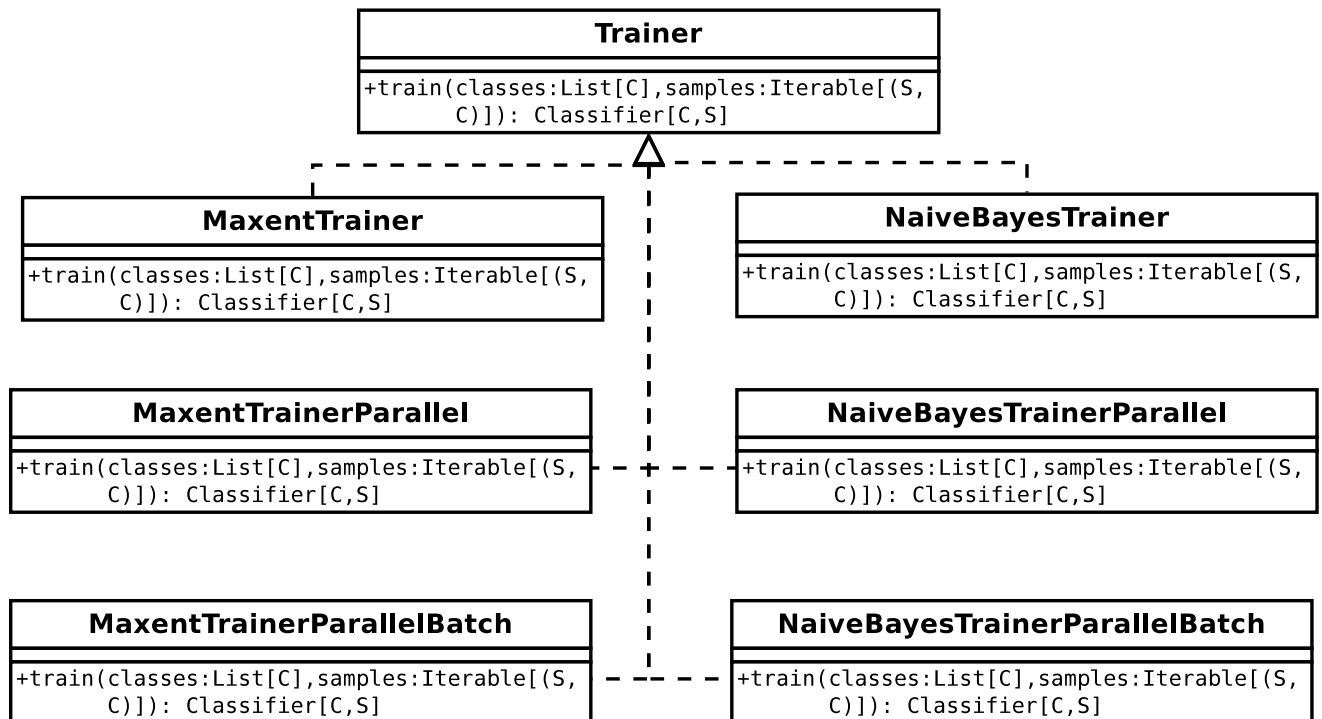 Trainer
+train(classes:List[C],samples:Iterable[(S,
C)]): Classifier[C,S]
MaxentTrainer
+train(classes:List[C],samples:Iterable[(S,
C)]): Classifier[C,S]
NaiveBayesTrainer
+train(classes:List[C],samples:Iterable[(S,
C)]): Classifier[C,S]
MaxentTrainerParallel
+train(classes:List[C],samples:Iterable[(S,
C)]): Classifier[C,S]
NaiveBayesTrainerParallel
+train(classes:List[C],samples:Iterable[(S,
C)]): Classifier[C,S]
MaxentTrainerParallelBatch
+train(classes:List[C],samples:Iterable[(S,
C)]): Classifier[C,S]
NaiveBayesTrainerParallelBatch
+train(classes:List[C],samples:Iterable[(S,
C)]): Classifier[C,S]